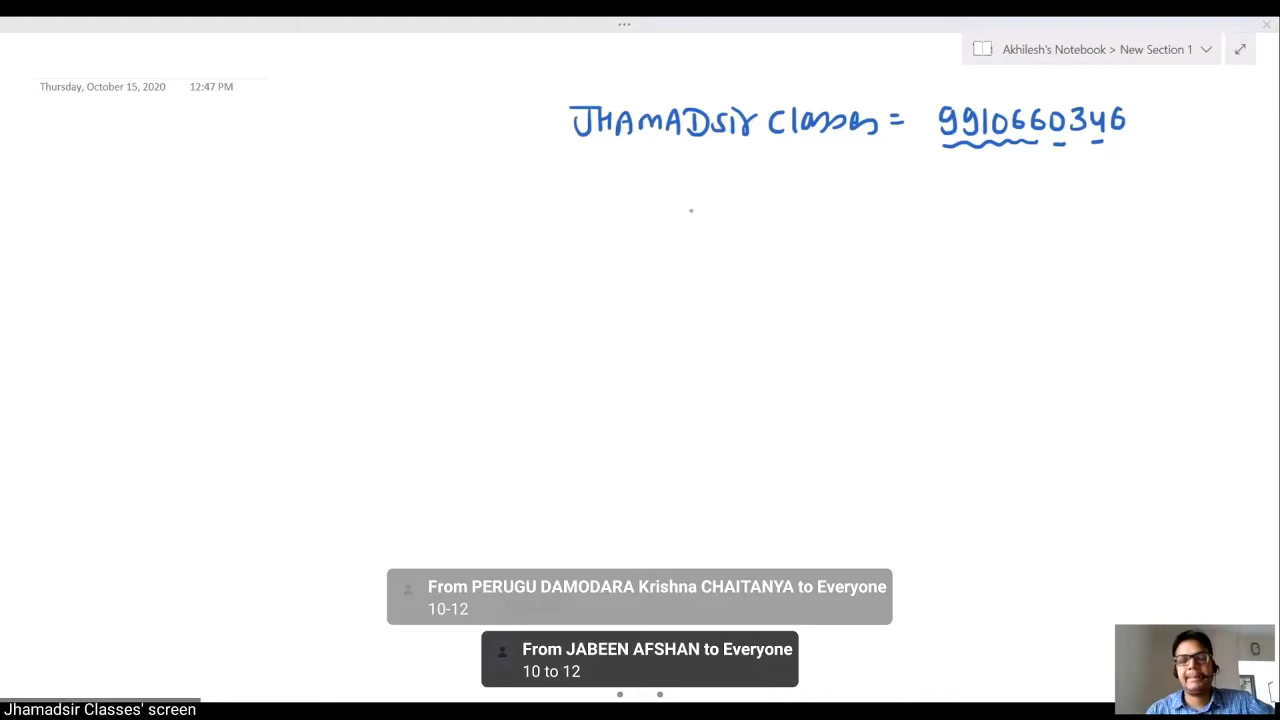 Akhilesh's Notebook > New Section 1
Thursday, October 15, 2020 12:47 PM
JHAMADSir Classes = 9910660346
From PERUGU DAMODARA Krishna CHAITANYA to Everyone
10-12
From JABEEN AFSHAN to Everyone
10 to 12
Jhamadsir Classes' screen